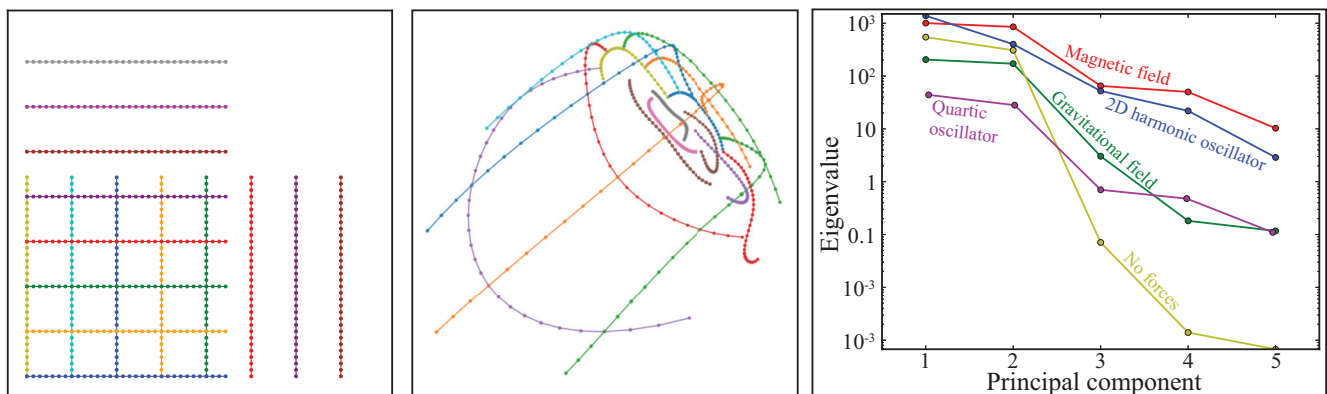 10³
10²
10
1
0.1
10⁻³
10⁻³
Eigenvalue
Magnetic field
2D harmonic oscillator
Gravitational field
Quartic
oscillator
No forces
1 2 3 4 5
Principal component